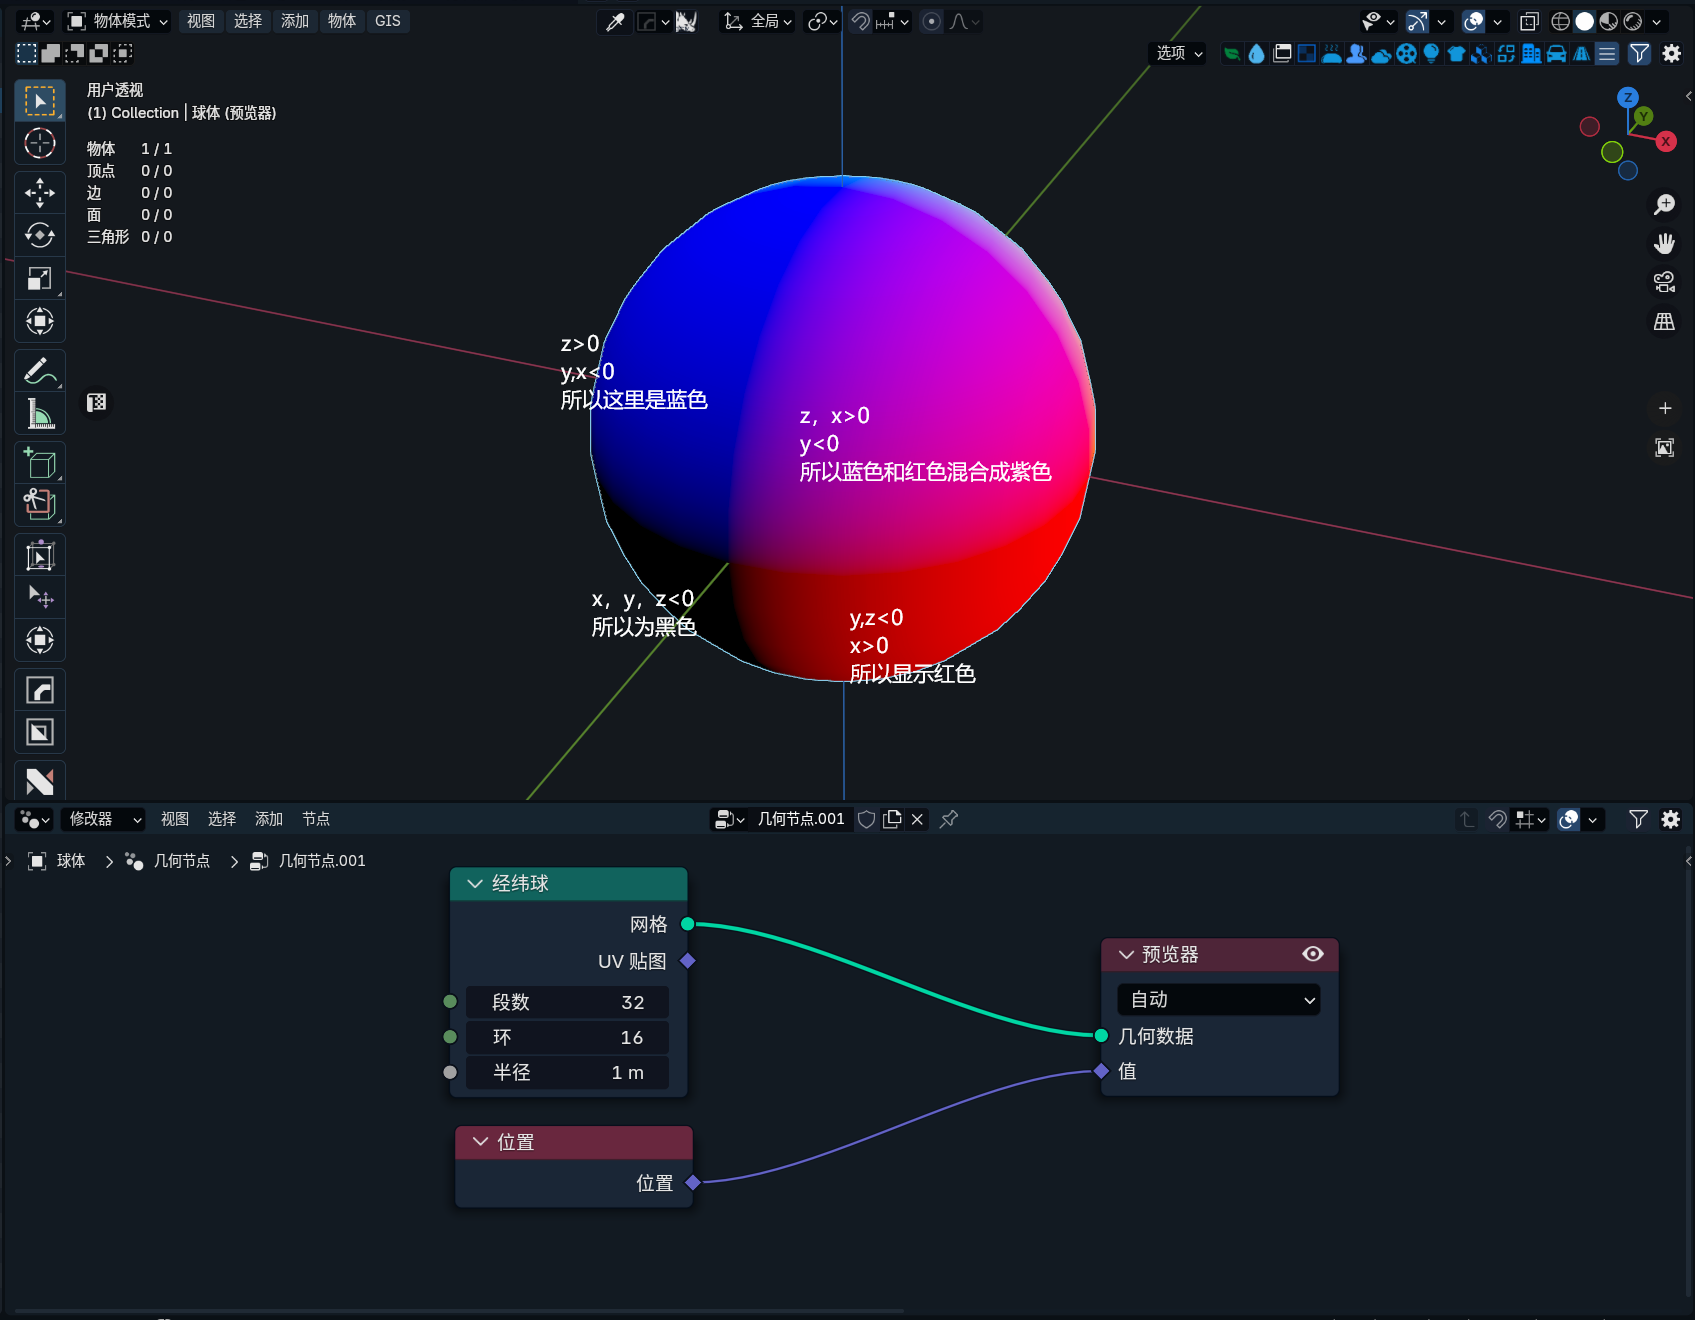 物体模式
视图
选择
添加
物体
GIS
全局
选项
用户透视
(1) Collection | 球体 (预览器)
物体 1 / 1
顶点 0 / 0
边 0 / 0
面 0 / 0
三角形 0 / 0
Z
Y
X
z>0
y,x<0
所以这里是蓝色
z，x>0
y<0
所以蓝色和红色混合成紫色
x，y，z<0
所以为黑色
y,z<0
x>0
所以显示红色
修改器
视图
选择
添加
节点
几何节点.001
球体
几何节点
几何节点.001
经纬球
网格
UV 贴图
段数 32
环 16
半径 1 m
预览器
自动
几何数据
值
位置
位置